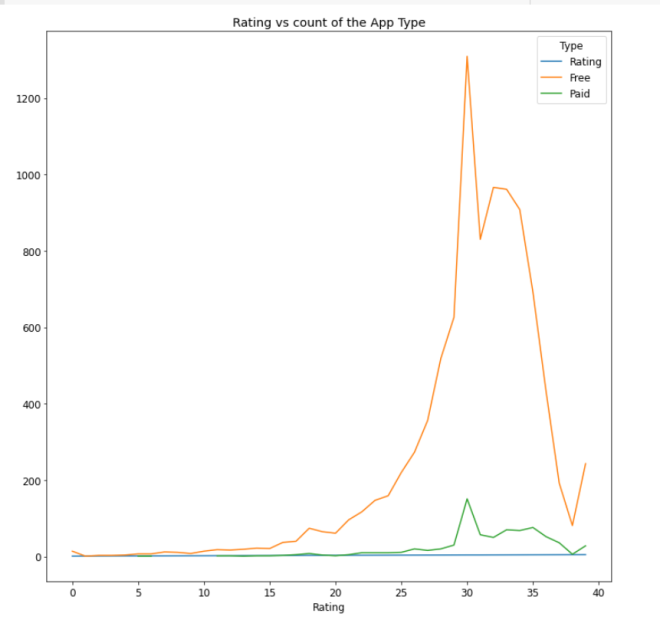 Rating vs count of the App Type
Type
Rating
Free
Paid
1200
1000
800
600
400
200
0
0 5 10 15 20 25 30 35 40
Rating